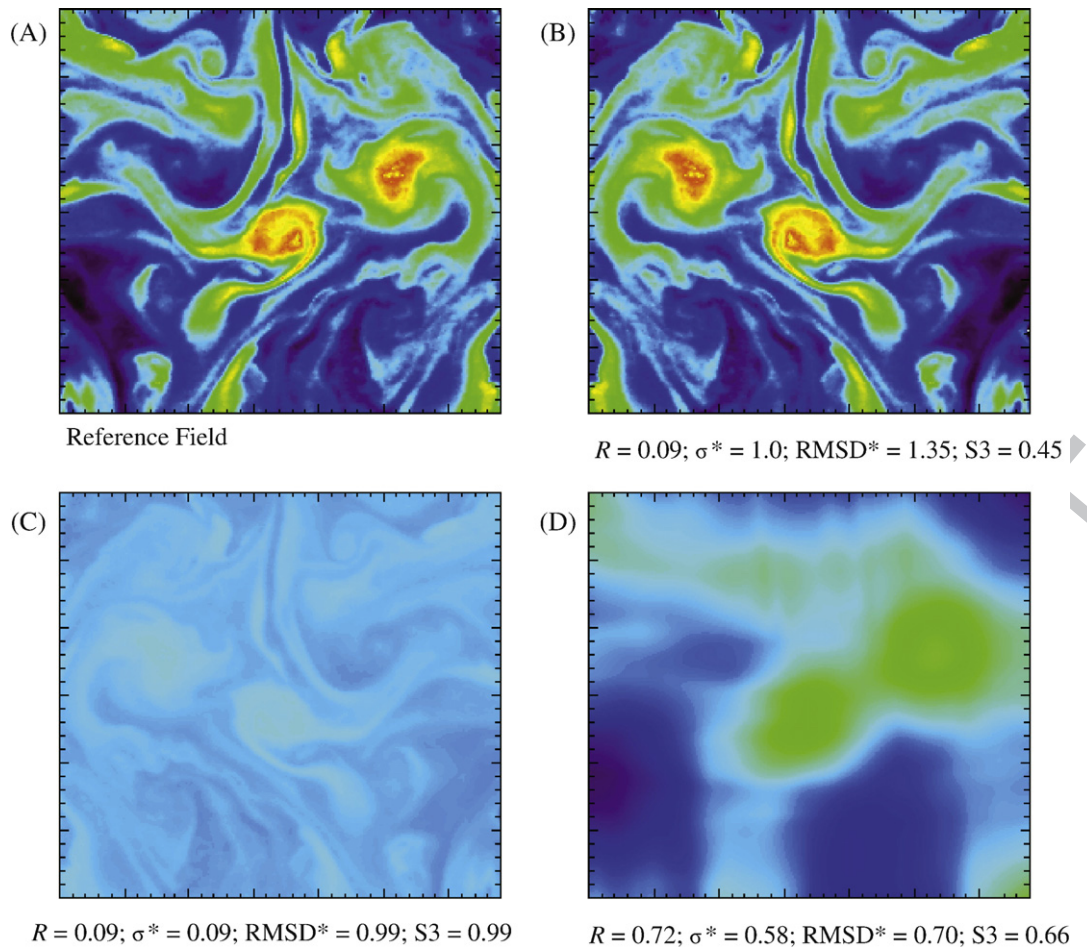 (A)
(B)
Reference Field
R = 0.09; σ* = 1.0; RMSD* = 1.35; S3 = 0.45
(C)
(D)
R = 0.09; σ* = 0.09; RMSD* = 0.99; S3 = 0.99
R = 0.72; σ* = 0.58; RMSD* = 0.70; S3 = 0.66